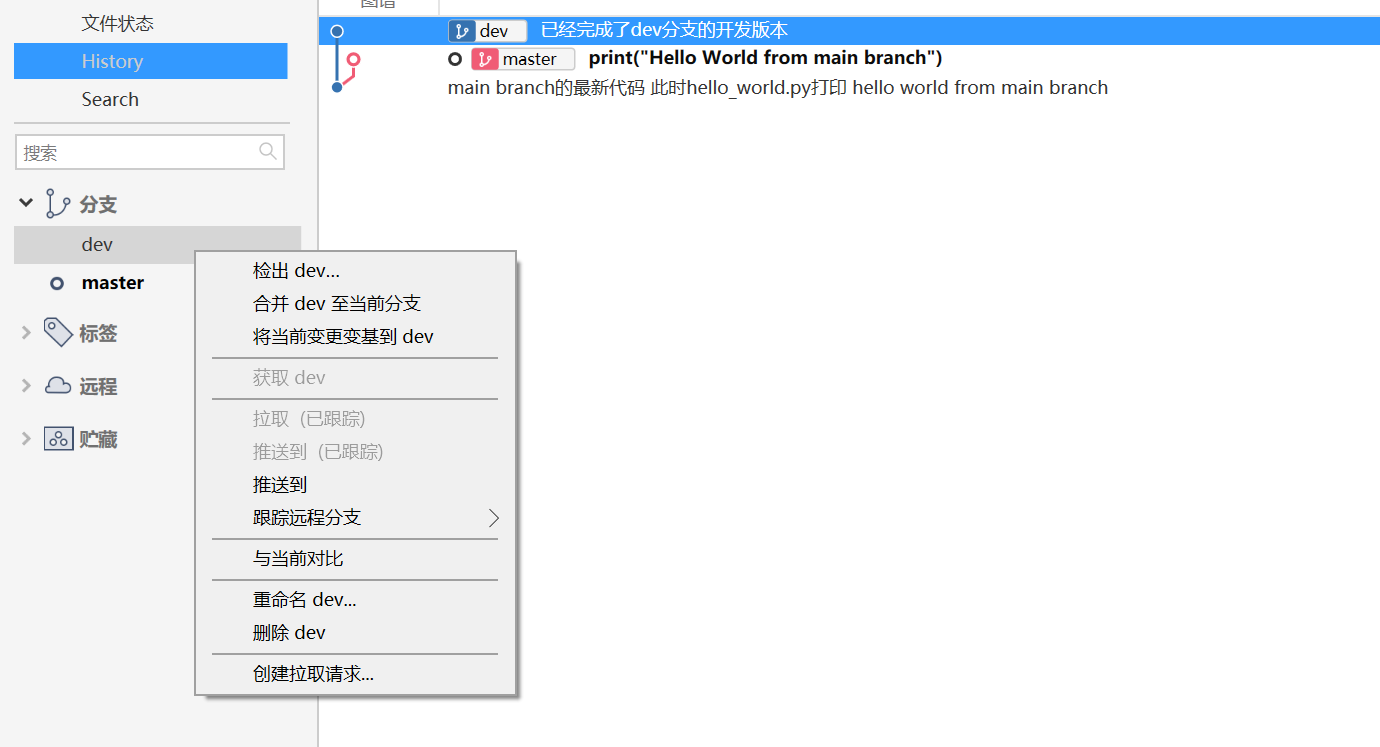 文件状态
History
Search
搜索
分支
dev
master
标签
远程
贮藏
图谱
dev 已经完成了dev分支的开发版本
master print("Hello World from main branch")
main branch的最新代码 此时hello_world.py打印 hello world from main branch
检出 dev...
合并 dev 至当前分支
将当前变更变基到 dev
获取 dev
拉取（已跟踪）
推送到（已跟踪）
推送到
跟踪远程分支
与当前对比
重命名 dev...
删除 dev
创建拉取请求...